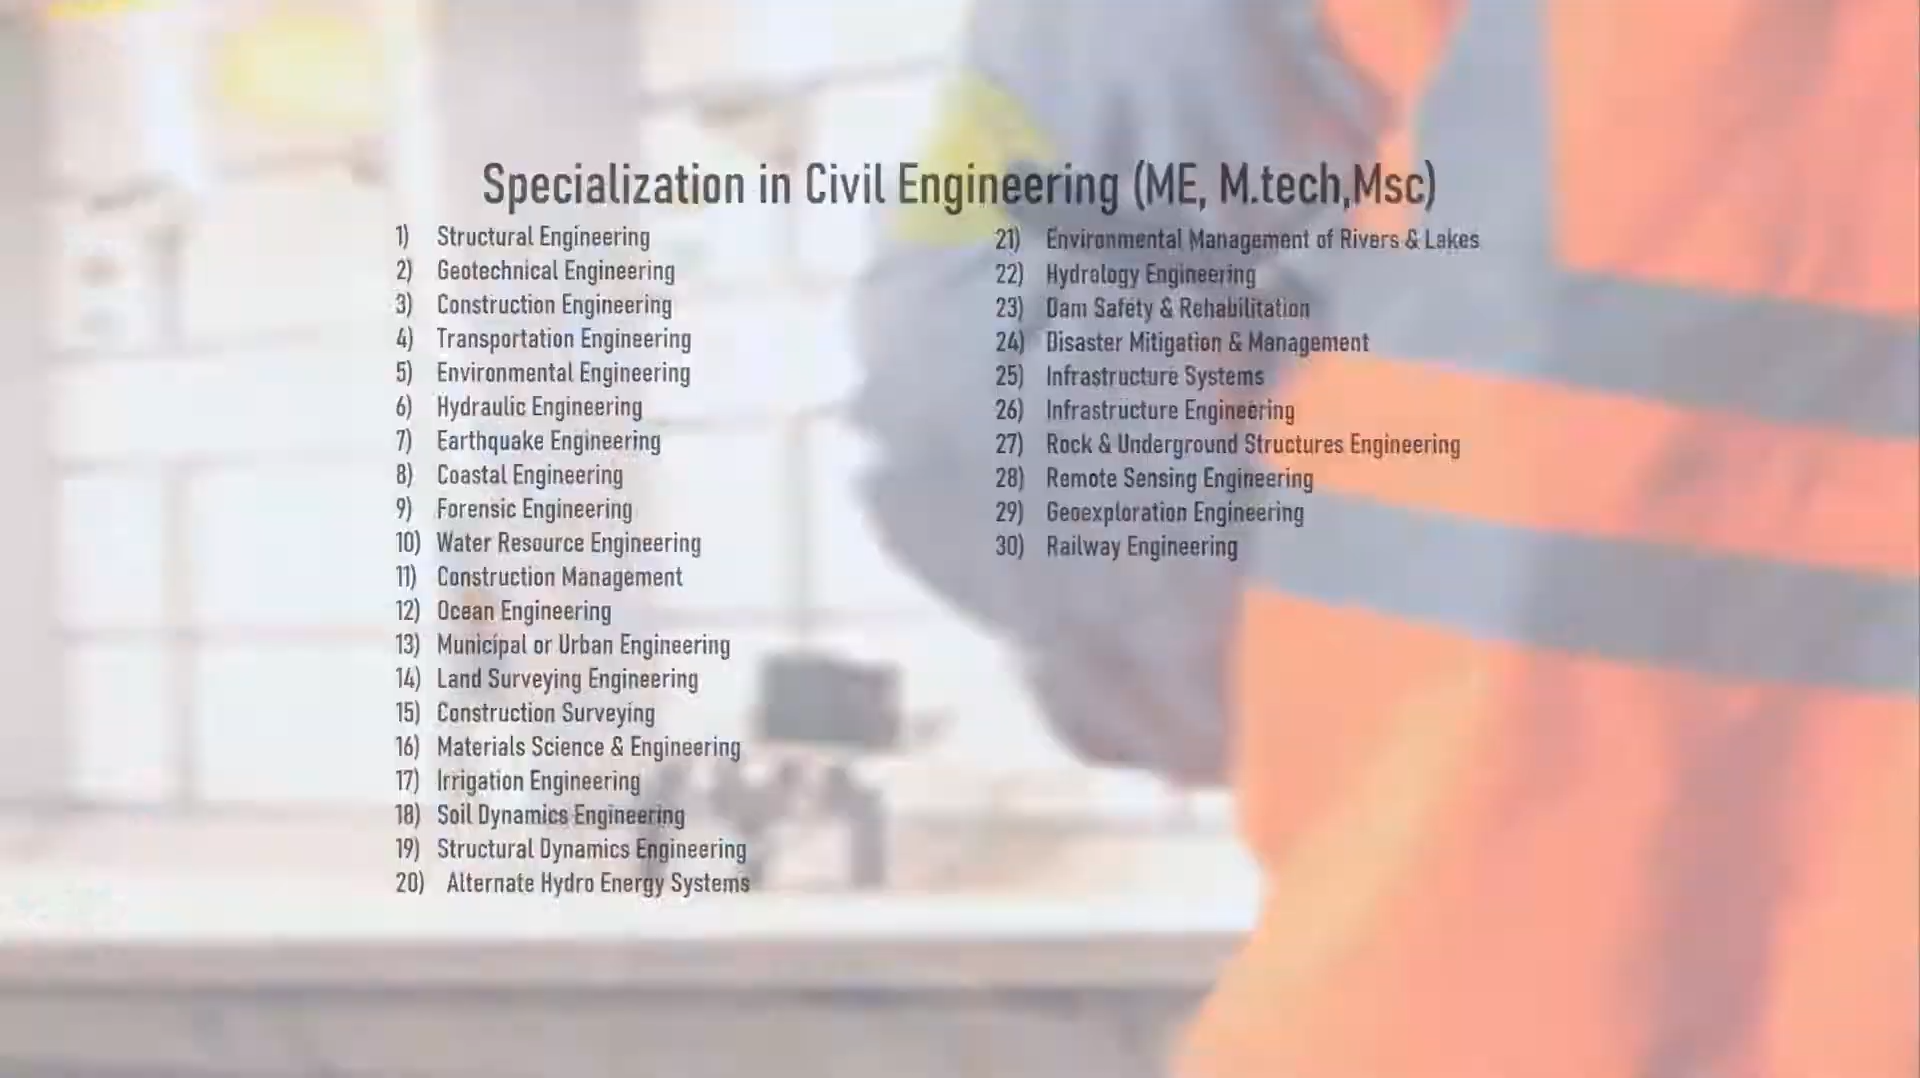 Specialization in Civil Engineering (ME, M.tech,Msc)
1) Structural Engineering
2) Geotechnical Engineering
3) Construction Engineering
4) Transportation Engineering
5) Environmental Engineering
6) Hydraulic Engineering
7) Earthquake Engineering
8) Coastal Engineering
9) Forensic Engineering
10) Water Resource Engineering
11) Construction Management
12) Ocean Engineering
13) Municipal or Urban Engineering
14) Land Surveying Engineering
15) Construction Surveying
16) Materials Science & Engineering
17) Irrigation Engineering
18) Soil Dynamics Engineering
19) Structural Dynamics Engineering
20) Alternate Hydro Energy Systems
21) Environmental Management of Rivers & Lakes
22) Hydrology Engineering
23) Dam Safety & Rehabilitation
24) Disaster Mitigation & Management
25) Infrastructure Systems
26) Infrastructure Engineering
27) Rock & Underground Structures Engineering
28) Remote Sensing Engineering
29) Geoexploration Engineering
30) Railway Engineering